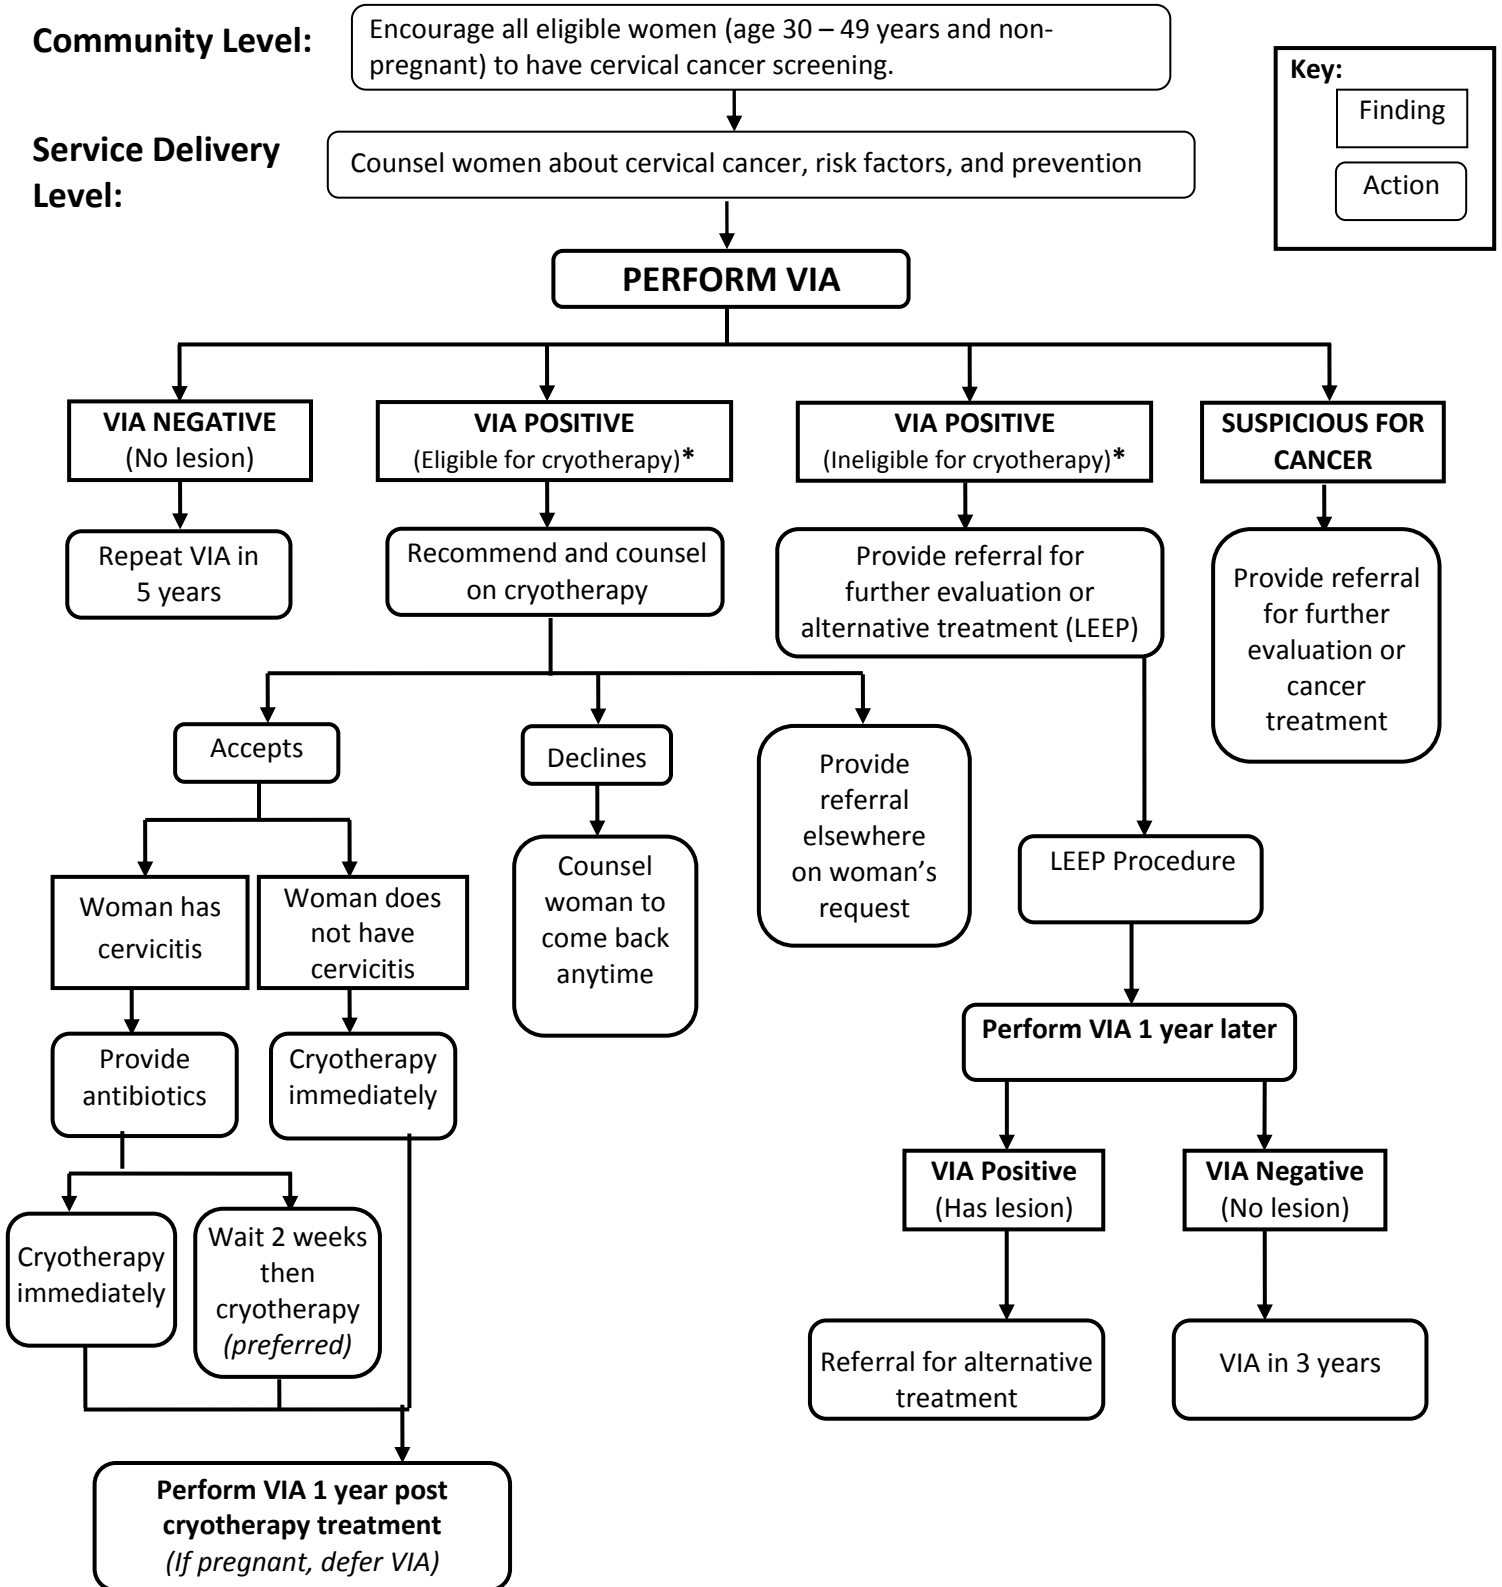 Community Level:
Encourage all eligible women (age 30 – 49 years and non-
pregnant) to have cervical cancer screening.
Key:
Finding
Action
Service Delivery
Level:
Counsel women about cervical cancer, risk factors, and prevention
PERFORM VIA
VIA NEGATIVE
(No lesion)
VIA POSITIVE
(Eligible for cryotherapy)*
VIA POSITIVE
(Ineligible for cryotherapy)*
SUSPICIOUS FOR
CANCER
Repeat VIA in
5 years
Recommend and counsel
on cryotherapy
Provide referral for
further evaluation or
alternative treatment (LEEP)
Provide referral
for further
evaluation or
cancer
treatment
Accepts
Declines
Provide
referral
elsewhere
on woman’s
request
LEEP Procedure
Woman has
cervicitis
Woman does
not have
cervicitis
Counsel
woman to
come back
anytime
Perform VIA 1 year later
Provide
antibiotics
Cryotherapy
immediately
VIA Positive
(Has lesion)
VIA Negative
(No lesion)
Cryotherapy
immediately
Wait 2 weeks
then
cryotherapy
(preferred)
Referral for alternative
treatment
VIA in 3 years
Perform VIA 1 year post
cryotherapy treatment
(If pregnant, defer VIA)